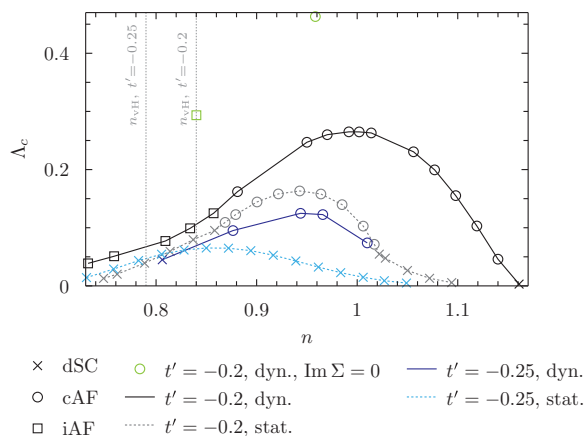 0.4
0.2
0
Λc
n_vH, t′=−0.25
n_vH, t′=−0.2
0.8
0.9
1
1.1
n
dSC
cAF
iAF
t′ = −0.2, dyn., Im Σ = 0
t′ = −0.2, dyn.
t′ = −0.2, stat.
t′ = −0.25, dyn.
t′ = −0.25, stat.